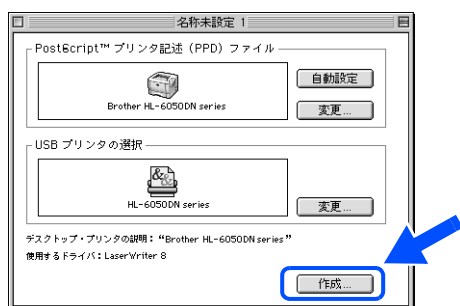 名称未設定 1
PostScript™ プリンタ記述（PPD）ファイル
自動設定
Brother HL-6050DN series
変更...
USB プリンタの選択
HL-6050DN series
変更...
デスクトップ・プリンタの説明：“Brother HL-6050DN series”
使用するドライバ：LaserWriter 8
作成...